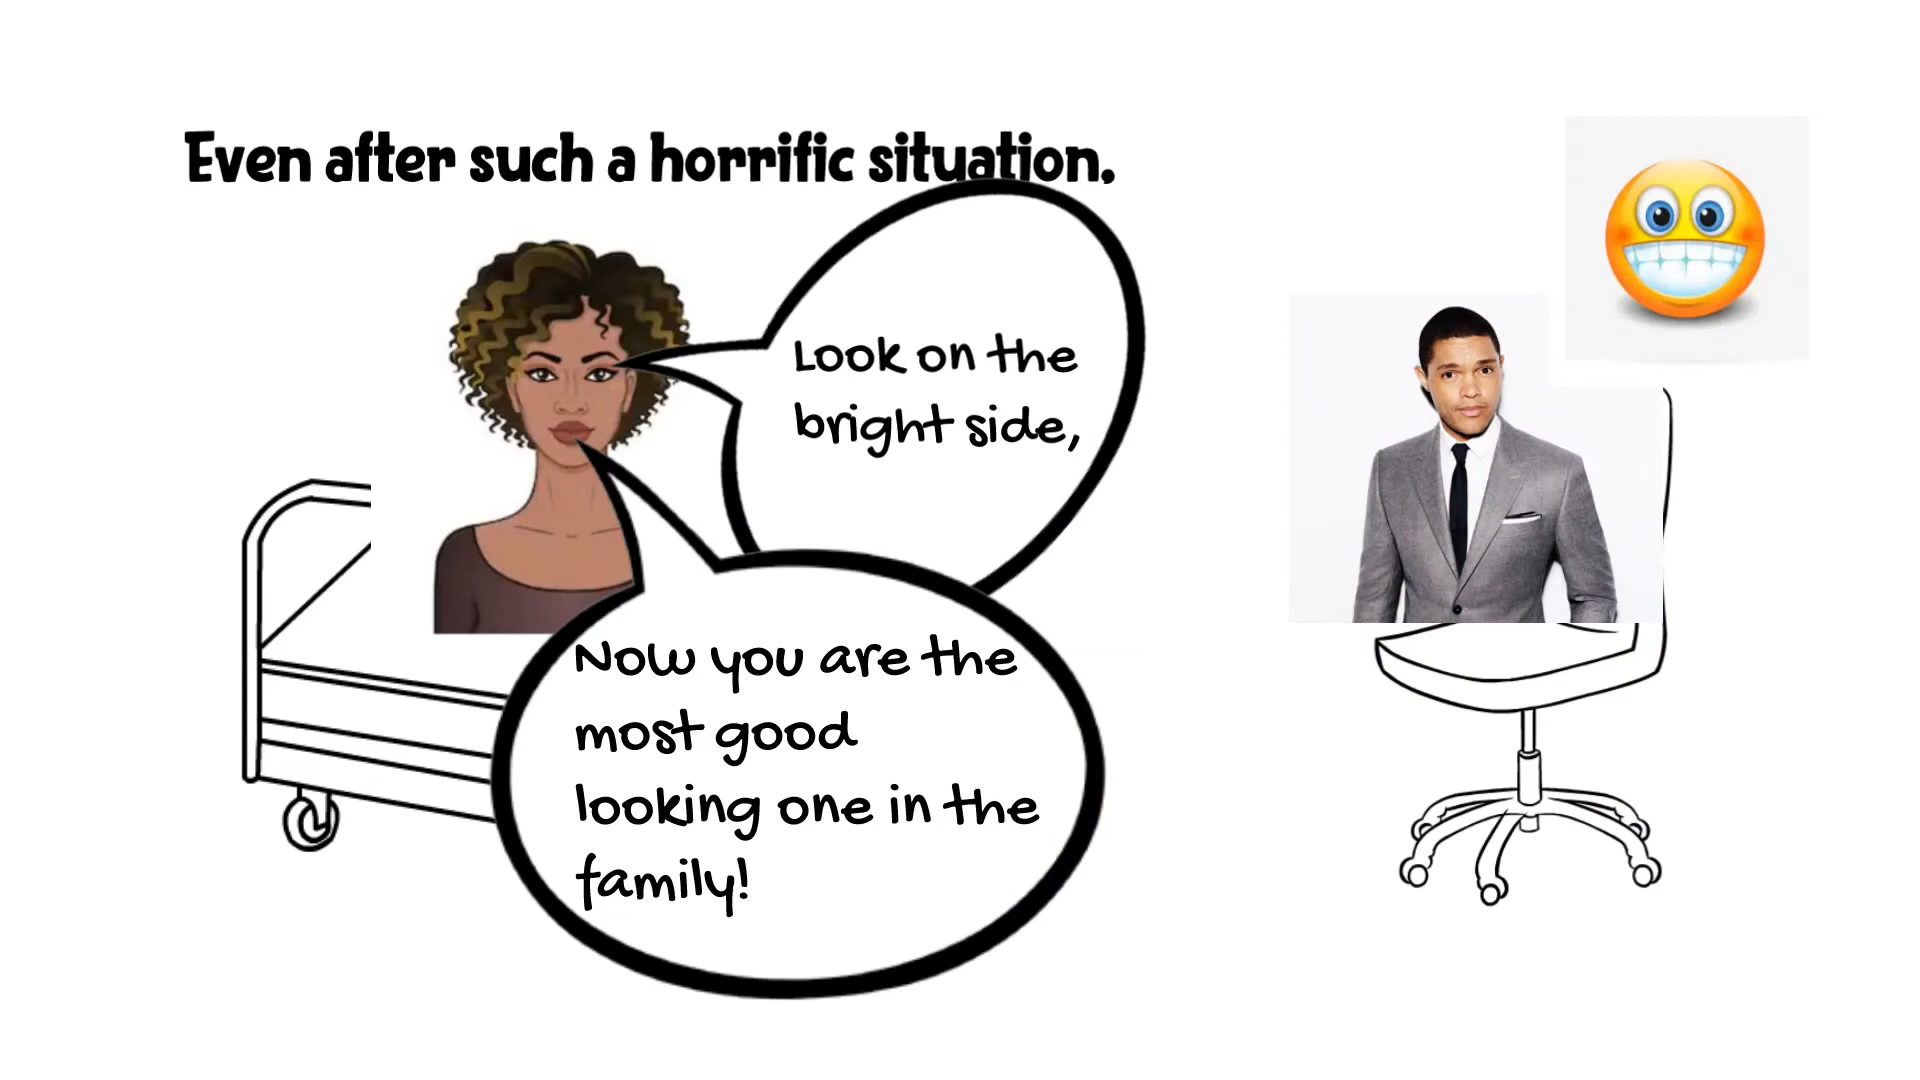 Even after such a horrific situation,
Look on the
bright side,
Now you are the
most good
looking one in the
family!